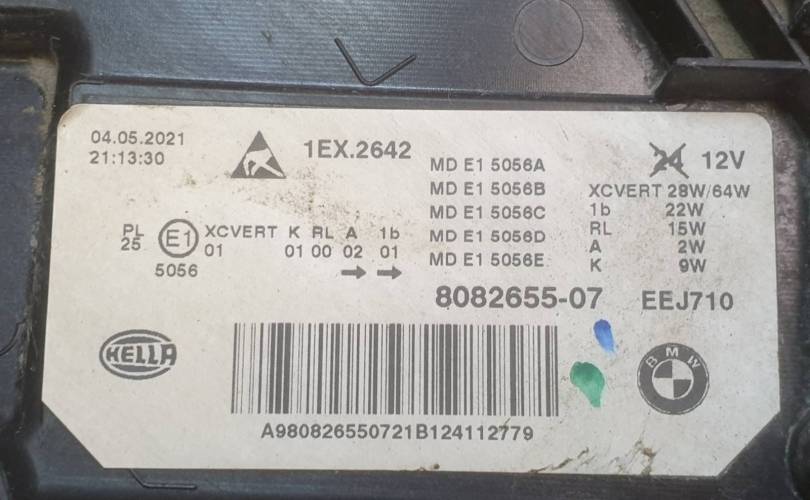 04.05.2021
21:13:30
1EX.2642
MD E1 5056A
MD E1 5056B
MD E1 5056C
MD E1 5056D
MD E1 5056E
24 12V
XCVERT 28W/64W
1b 22W
RL 15W
A 2W
K 9W
PL
25
E1
5056
XCVERT K RL A 1b
01 01 00 02 01
8082655-07 EEJ710
HELLA
BMW
A980826550721B124112779